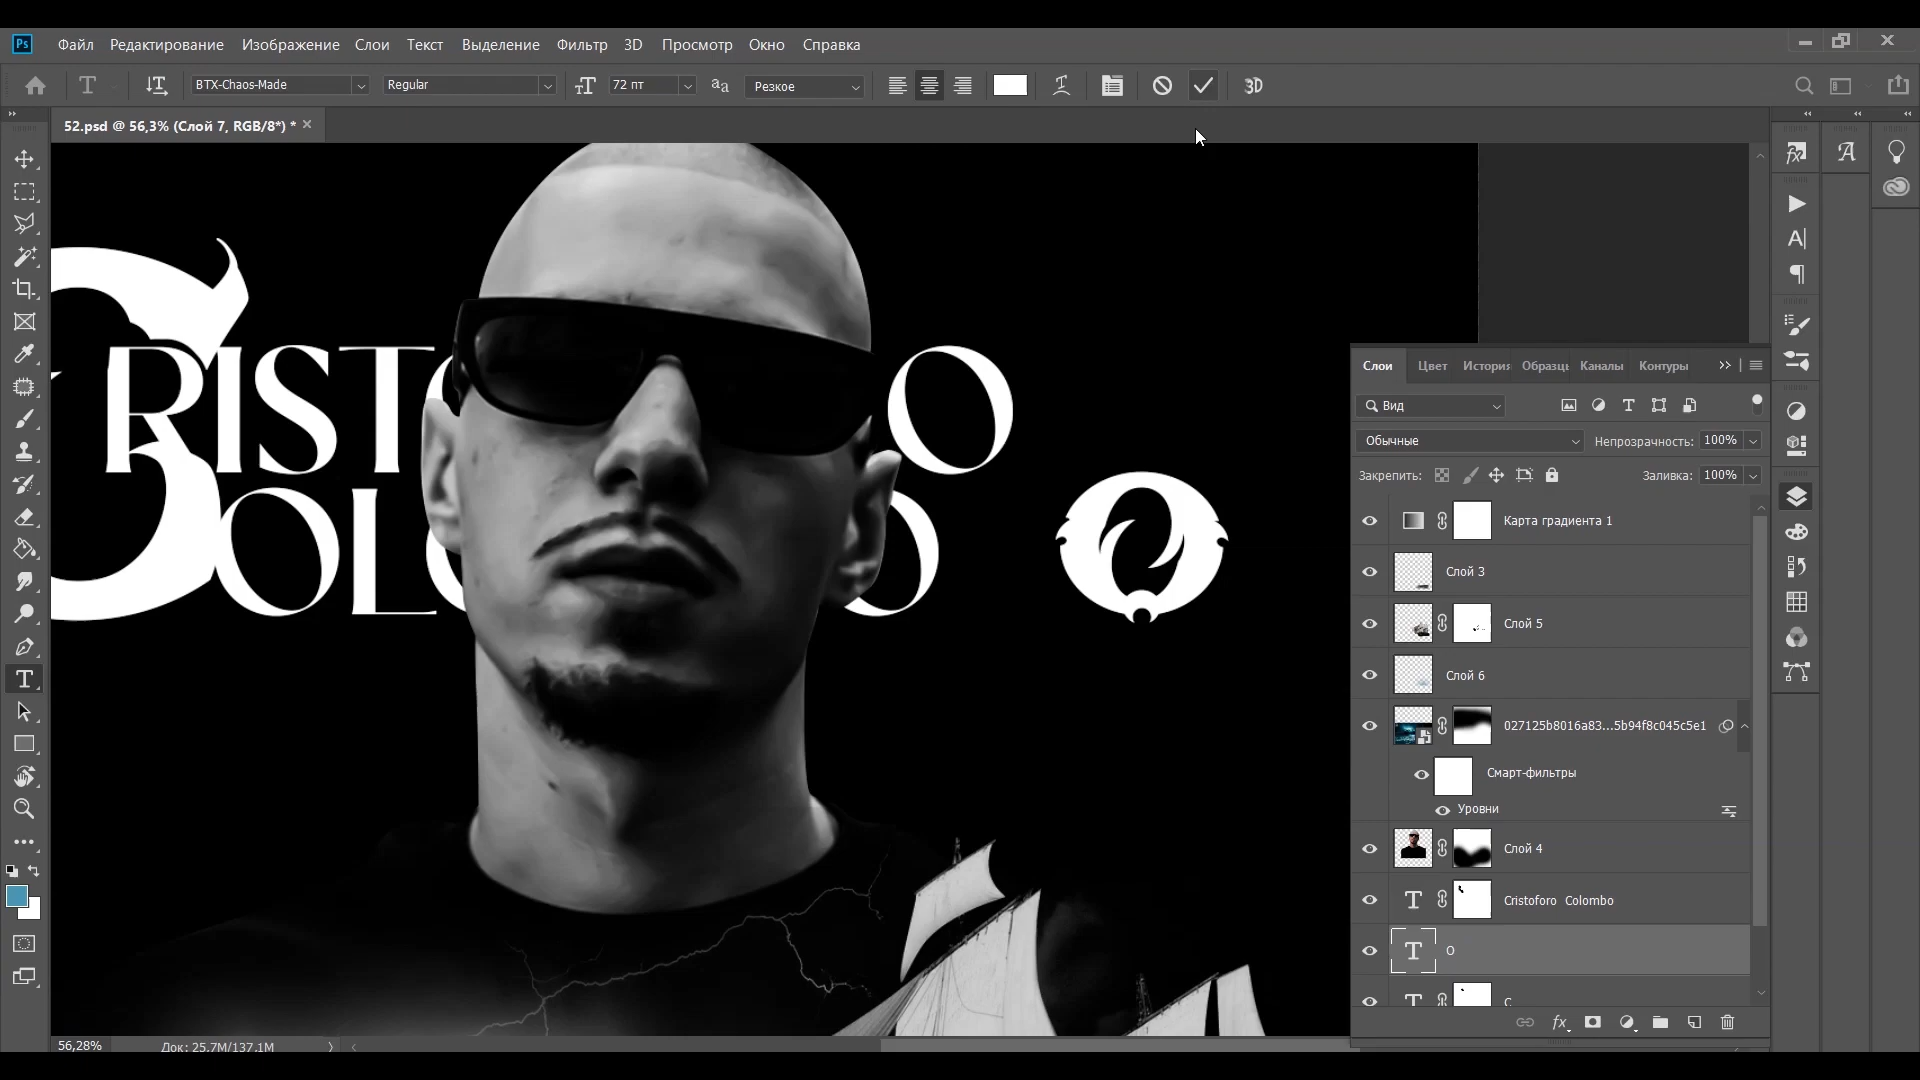 Ps Файл Редактирование Изображение Слои Текст Выделение Фильтр 3D Просмотр Окно Справка
BTX-Chaos-Made Regular 72 пт Резкое 3D
52.psd @ 56,3% (Слой 7, RGB/8*) *
CRISTO O
COLO O
O
Слои Цвет История Образцы Каналы Контуры
Вид
Обычные Непрозрачность: 100%
Закрепить: Заливка: 100%
Карта градиента 1
Слой 3
Слой 5
Слой 6
027125b8016a83...5b94f8c045c5e1
Смарт-фильтры
Уровни
Слой 4
Cristoforo Colombo
O
C
56,28% Док: 25,7M/137,1M